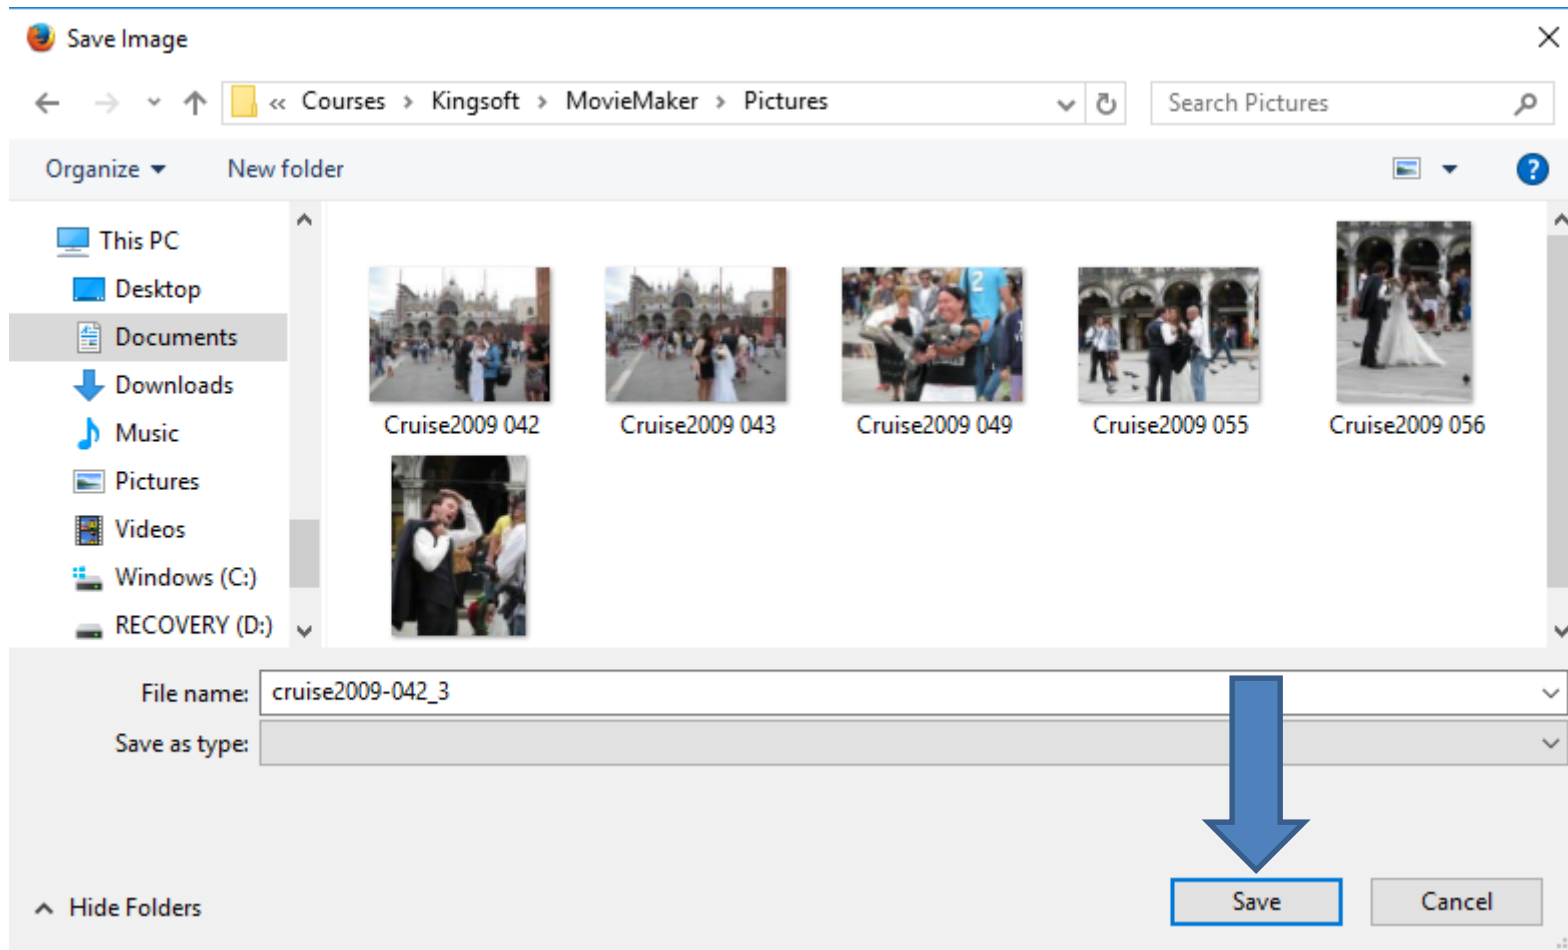 Save Image
« Courses > Kingsoft > MovieMaker > Pictures
Search Pictures
Organize
New folder
?
This PC
Desktop
Documents
Downloads
Music
Pictures
Videos
Windows (C:)
RECOVERY (D:)
2
Cruise2009 042
Cruise2009 043
Cruise2009 049
Cruise2009 055
Cruise2009 056
File name: cruise2009-042_3
Save as type:
Hide Folders
Save
Cancel